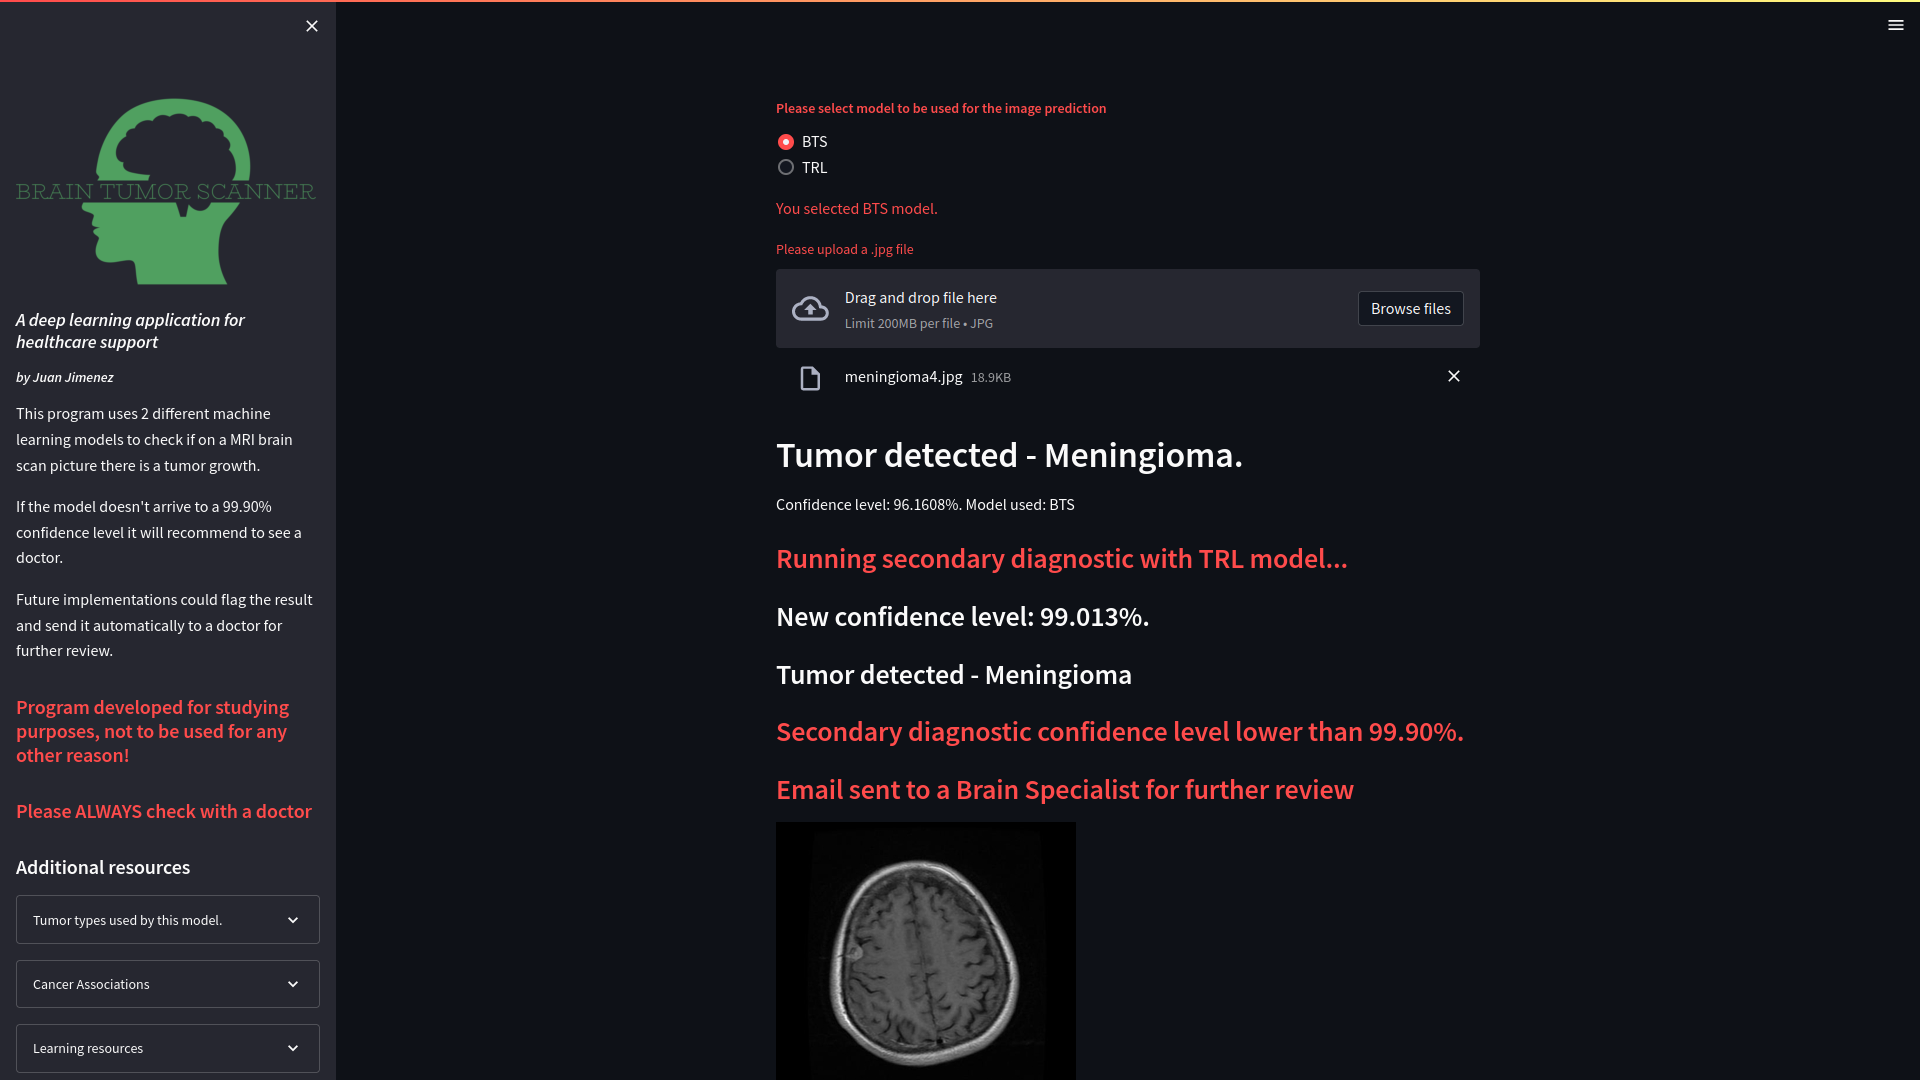 BRAIN TUMOR SCANNER
A deep learning application for
healthcare support
by Juan Jimenez
This program uses 2 different machine
learning models to check if on a MRI brain
scan picture there is a tumor growth.
If the model doesn't arrive to a 99.90%
confidence level it will recommend to see a
doctor.
Future implementations could flag the result
and send it automatically to a doctor for
further review.
Program developed for studying
purposes, not to be used for any
other reason!
Please ALWAYS check with a doctor
Additional resources
Tumor types used by this model.
Cancer Associations
Learning resources
Please select model to be used for the image prediction
BTS
TRL
You selected BTS model.
Please upload a .jpg file
Drag and drop file here
Limit 200MB per file • JPG
Browse files
meningioma4.jpg 18.9KB
Tumor detected - Meningioma.
Confidence level: 96.1608%. Model used: BTS
Running secondary diagnostic with TRL model...
New confidence level: 99.013%.
Tumor detected - Meningioma
Secondary diagnostic confidence level lower than 99.90%.
Email sent to a Brain Specialist for further review